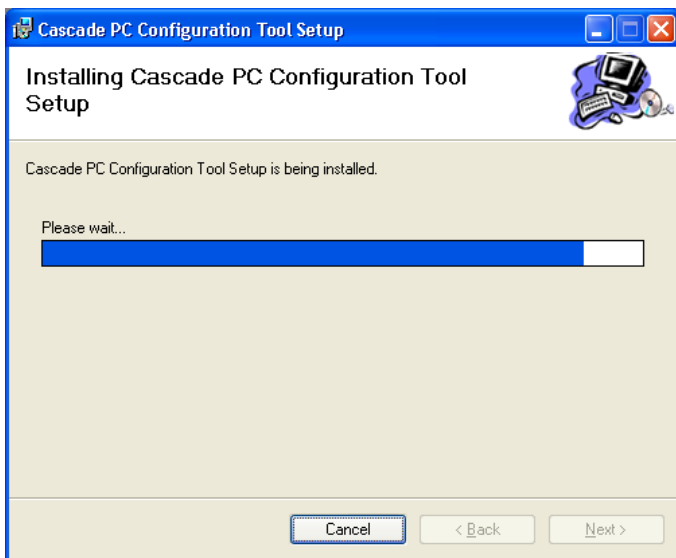 Cascade PC Configuration Tool Setup
Installing Cascade PC Configuration Tool
Setup
Cascade PC Configuration Tool Setup is being installed.
Please wait...
Cancel
< Back
Next >